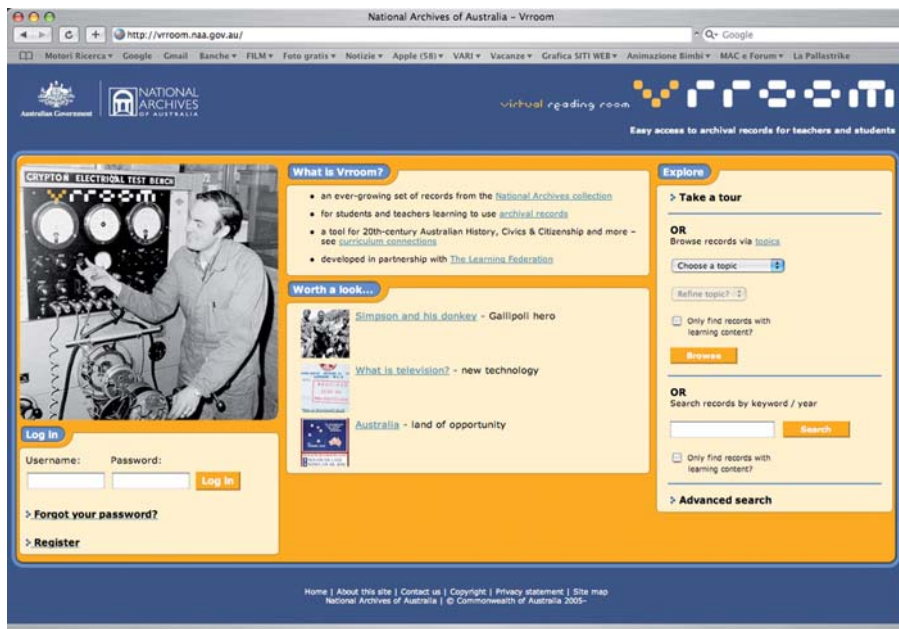 National Archives of Australia – Vrroom
http://vrroom.naa.gov.au/
Google
Motori Ricerca Google Gmail Banche FILM Foto gratis Notizie Apple (58) VARI Vacanze Grafica SITI WEB Animazione Bimbi MAC e Forum La Pallastrike
Australian Government
NATIONAL
ARCHIVES
OF AUSTRALIA
virtual reading room
vrroom
Easy access to archival records for teachers and students
CRYPTON ELECTRICAL TEST BENCH
vrroom
Log in
Username: Password:
Log in
Forgot your password?
Register
What is Vrroom?
• an ever-growing set of records from the National Archives collection
• for students and teachers learning to use archival records
• a tool for 20th-century Australian History, Civics & Citizenship and more –
see curriculum connections
• developed in partnership with The Learning Federation
Worth a look...
Simpson and his donkey - Gallipoli hero
What is television? - new technology
Australia - land of opportunity
Explore
Take a tour
OR
Browse records via topics
Choose a topic
Refine topic?
Only find records with
learning content?
Browse
OR
Search records by keyword / year
Search
Only find records with
learning content?
Advanced search
Home | About this site | Contact us | Copyright | Privacy statement | Site map
National Archives of Australia | © Commonwealth of Australia 2005–